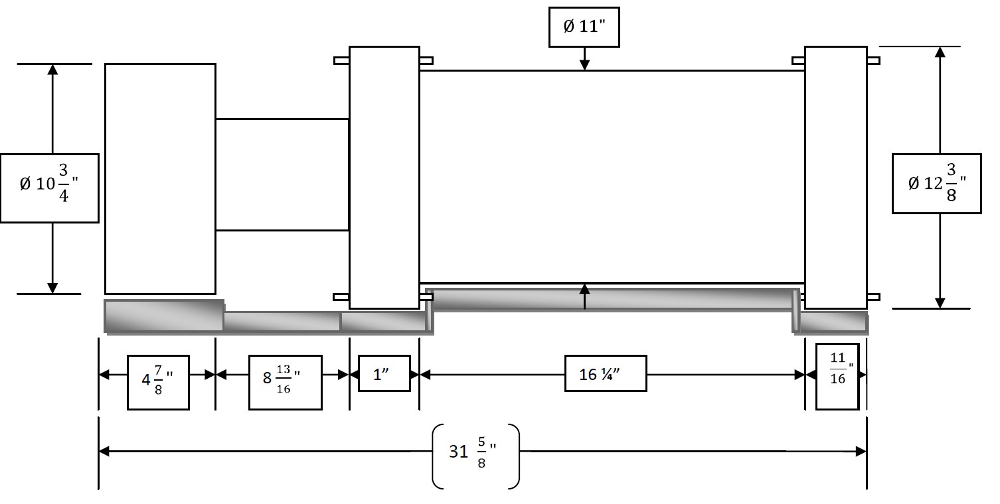 Ø 11"
Ø 10 3/4"
Ø 12 3/8"
4 7/8"
8 13/16"
1”
16 ¼”
11/16"
31 5/8"